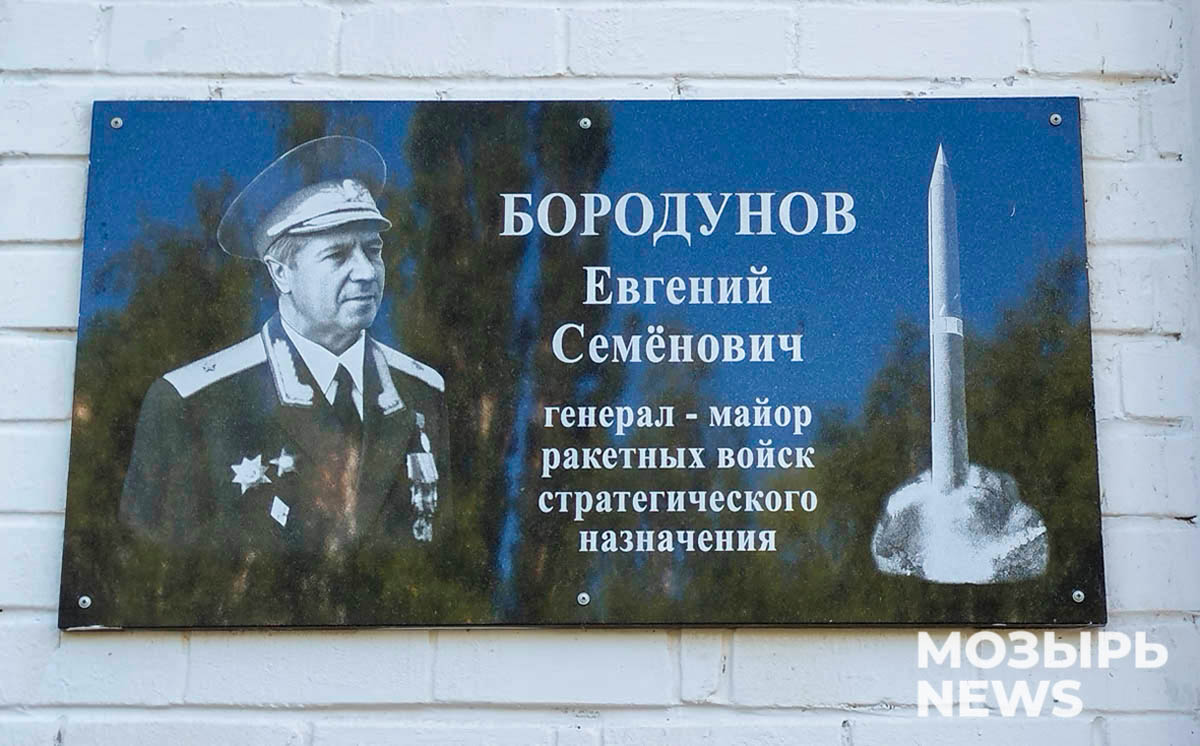 БОРОДУНОВ
Евгений
Семёнович
генерал - майор
ракетных войск
стратегического
назначения
МОЗЫРЬ
NEWS